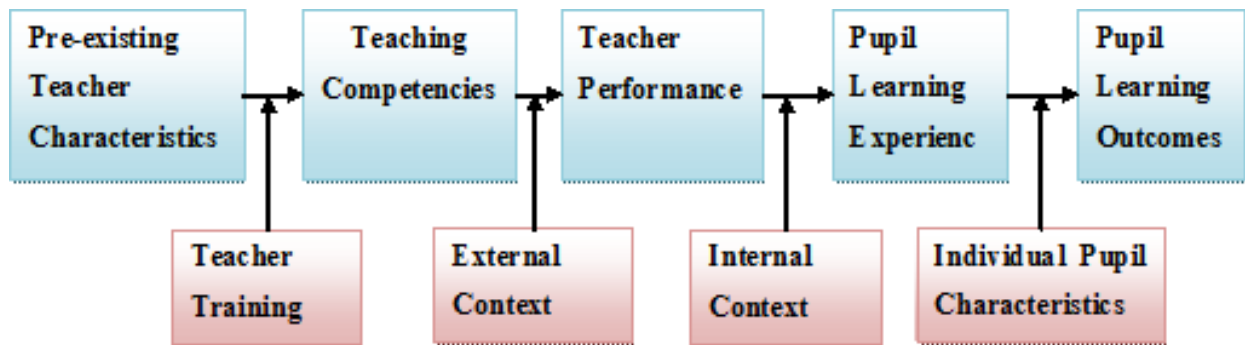 Pre-existing
Teacher
Characteristics
Teaching
Competencies
Teacher
Performance
Pupil
Learning
Experienc
Pupil
Learning
Outcomes
Teacher
Training
External
Context
Internal
Context
Individual Pupil
Characteristics